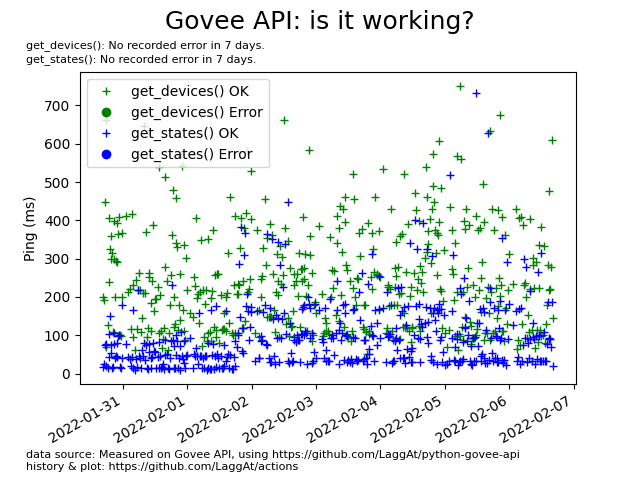 Govee API: is it working?
get_devices(): No recorded error in 7 days.
get_states(): No recorded error in 7 days.
get_devices() OK
get_devices() Error
get_states() OK
get_states() Error
Ping (ms)
700
600
500
400
300
200
100
0
2022-01-31
2022-02-01
2022-02-02
2022-02-03
2022-02-04
2022-02-05
2022-02-06
2022-02-07
data source: Measured on Govee API, using https://github.com/LaggAt/python-govee-api
history & plot: https://github.com/LaggAt/actions